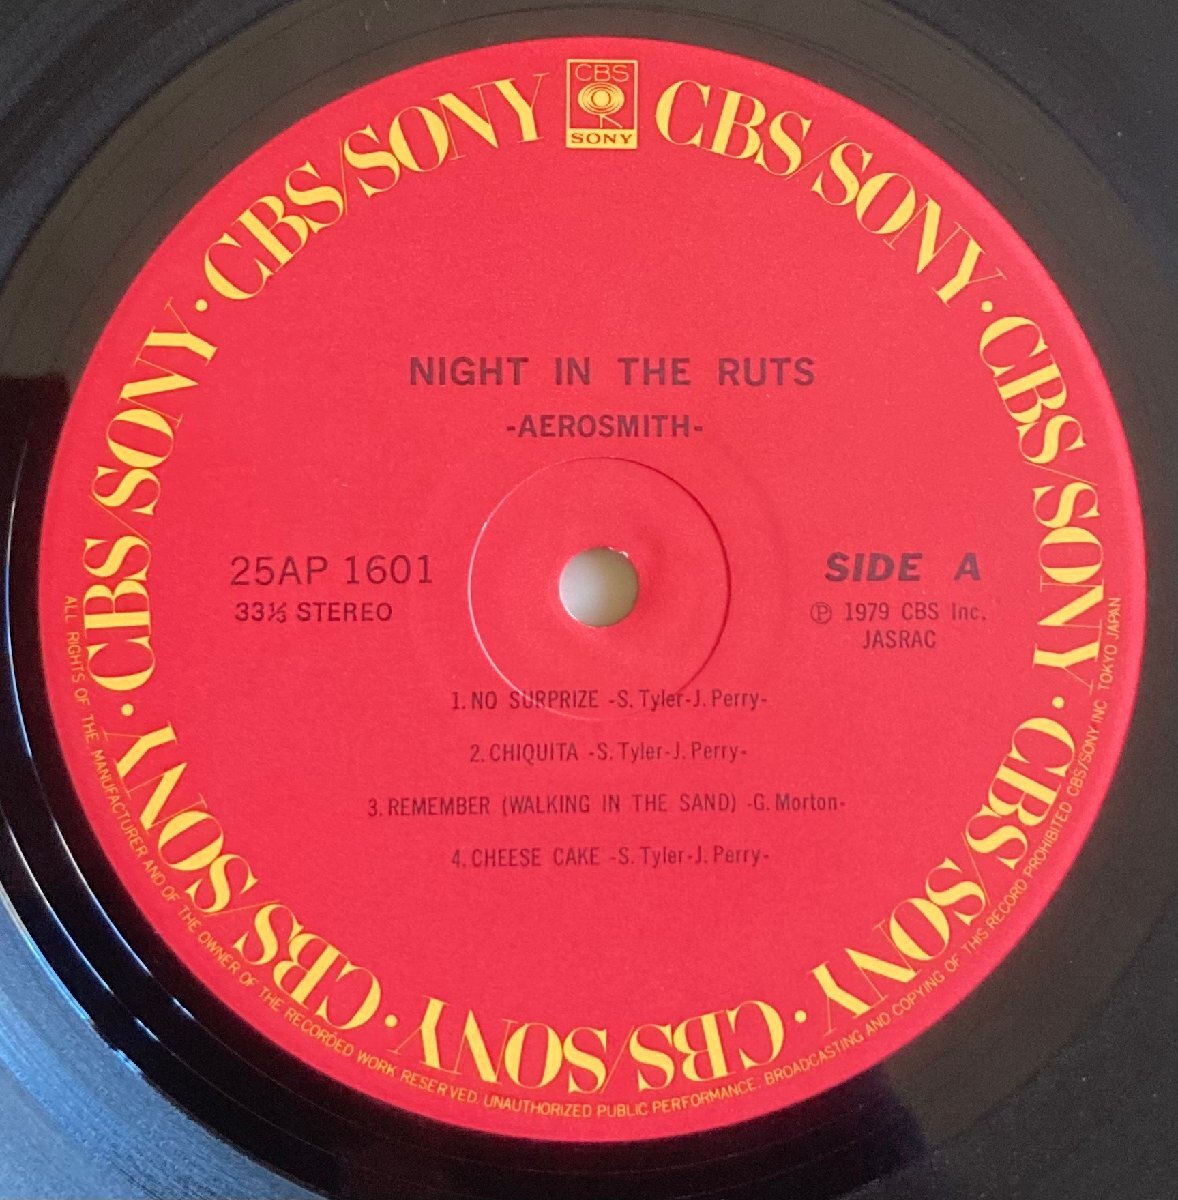 CBS
SONY
CBS/SONY · CBS/SONY · CBS/SONY · CBS/SONY · CBS/SONY · CBS/SONY · CBS/SONY · CBS/SONY
NIGHT IN THE RUTS
-AEROSMITH-
25AP 1601
33⅓ STEREO
SIDE A
Ⓟ 1979 CBS Inc.
JASRAC
1. NO SURPRIZE -S. Tyler-J. Perry-
2. CHIQUITA -S. Tyler-J. Perry-
3. REMEMBER (WALKING IN THE SAND) -G. Morton-
4. CHEESE CAKE -S. Tyler-J. Perry-
ALL RIGHTS OF THE MANUFACTURER AND OF THE OWNER OF THE RECORDED WORK RESERVED. UNAUTHORIZED PUBLIC PERFORMANCE, BROADCASTING AND COPYING OF THIS RECORD PROHIBITED CBS/SONY INC TOKYO JAPAN